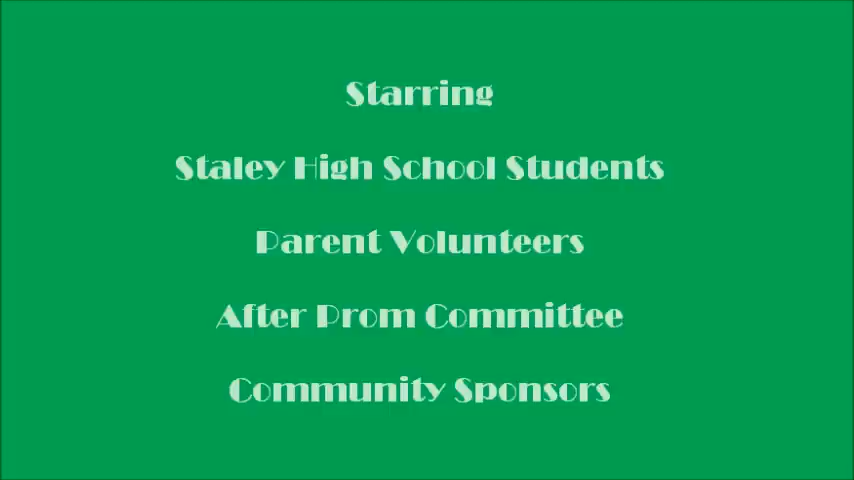 Starring
Staley High School Students
Parent Volunteers
After Prom Committee
Community Sponsors